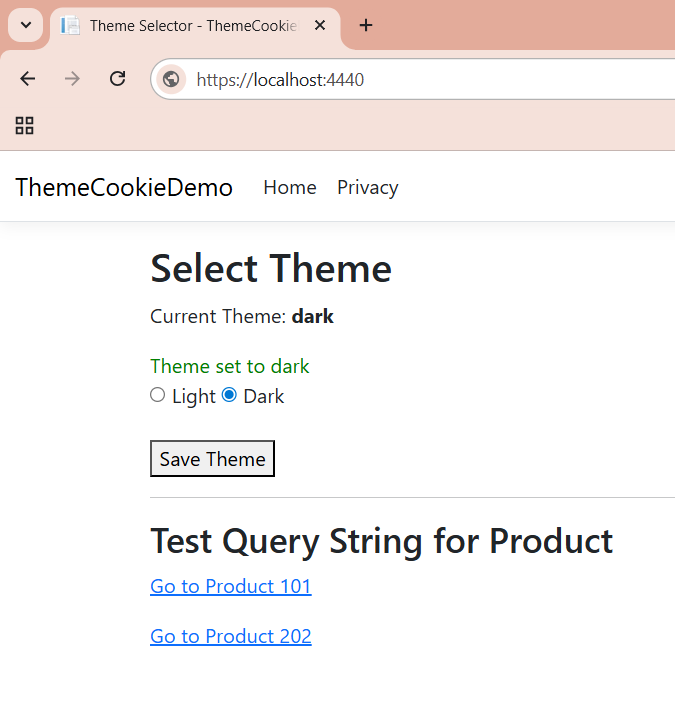 Theme Selector - ThemeCookie
https://localhost:4440
ThemeCookieDemo Home Privacy
Select Theme
Current Theme: dark
Theme set to dark
Light Dark
Save Theme
Test Query String for Product
Go to Product 101
Go to Product 202